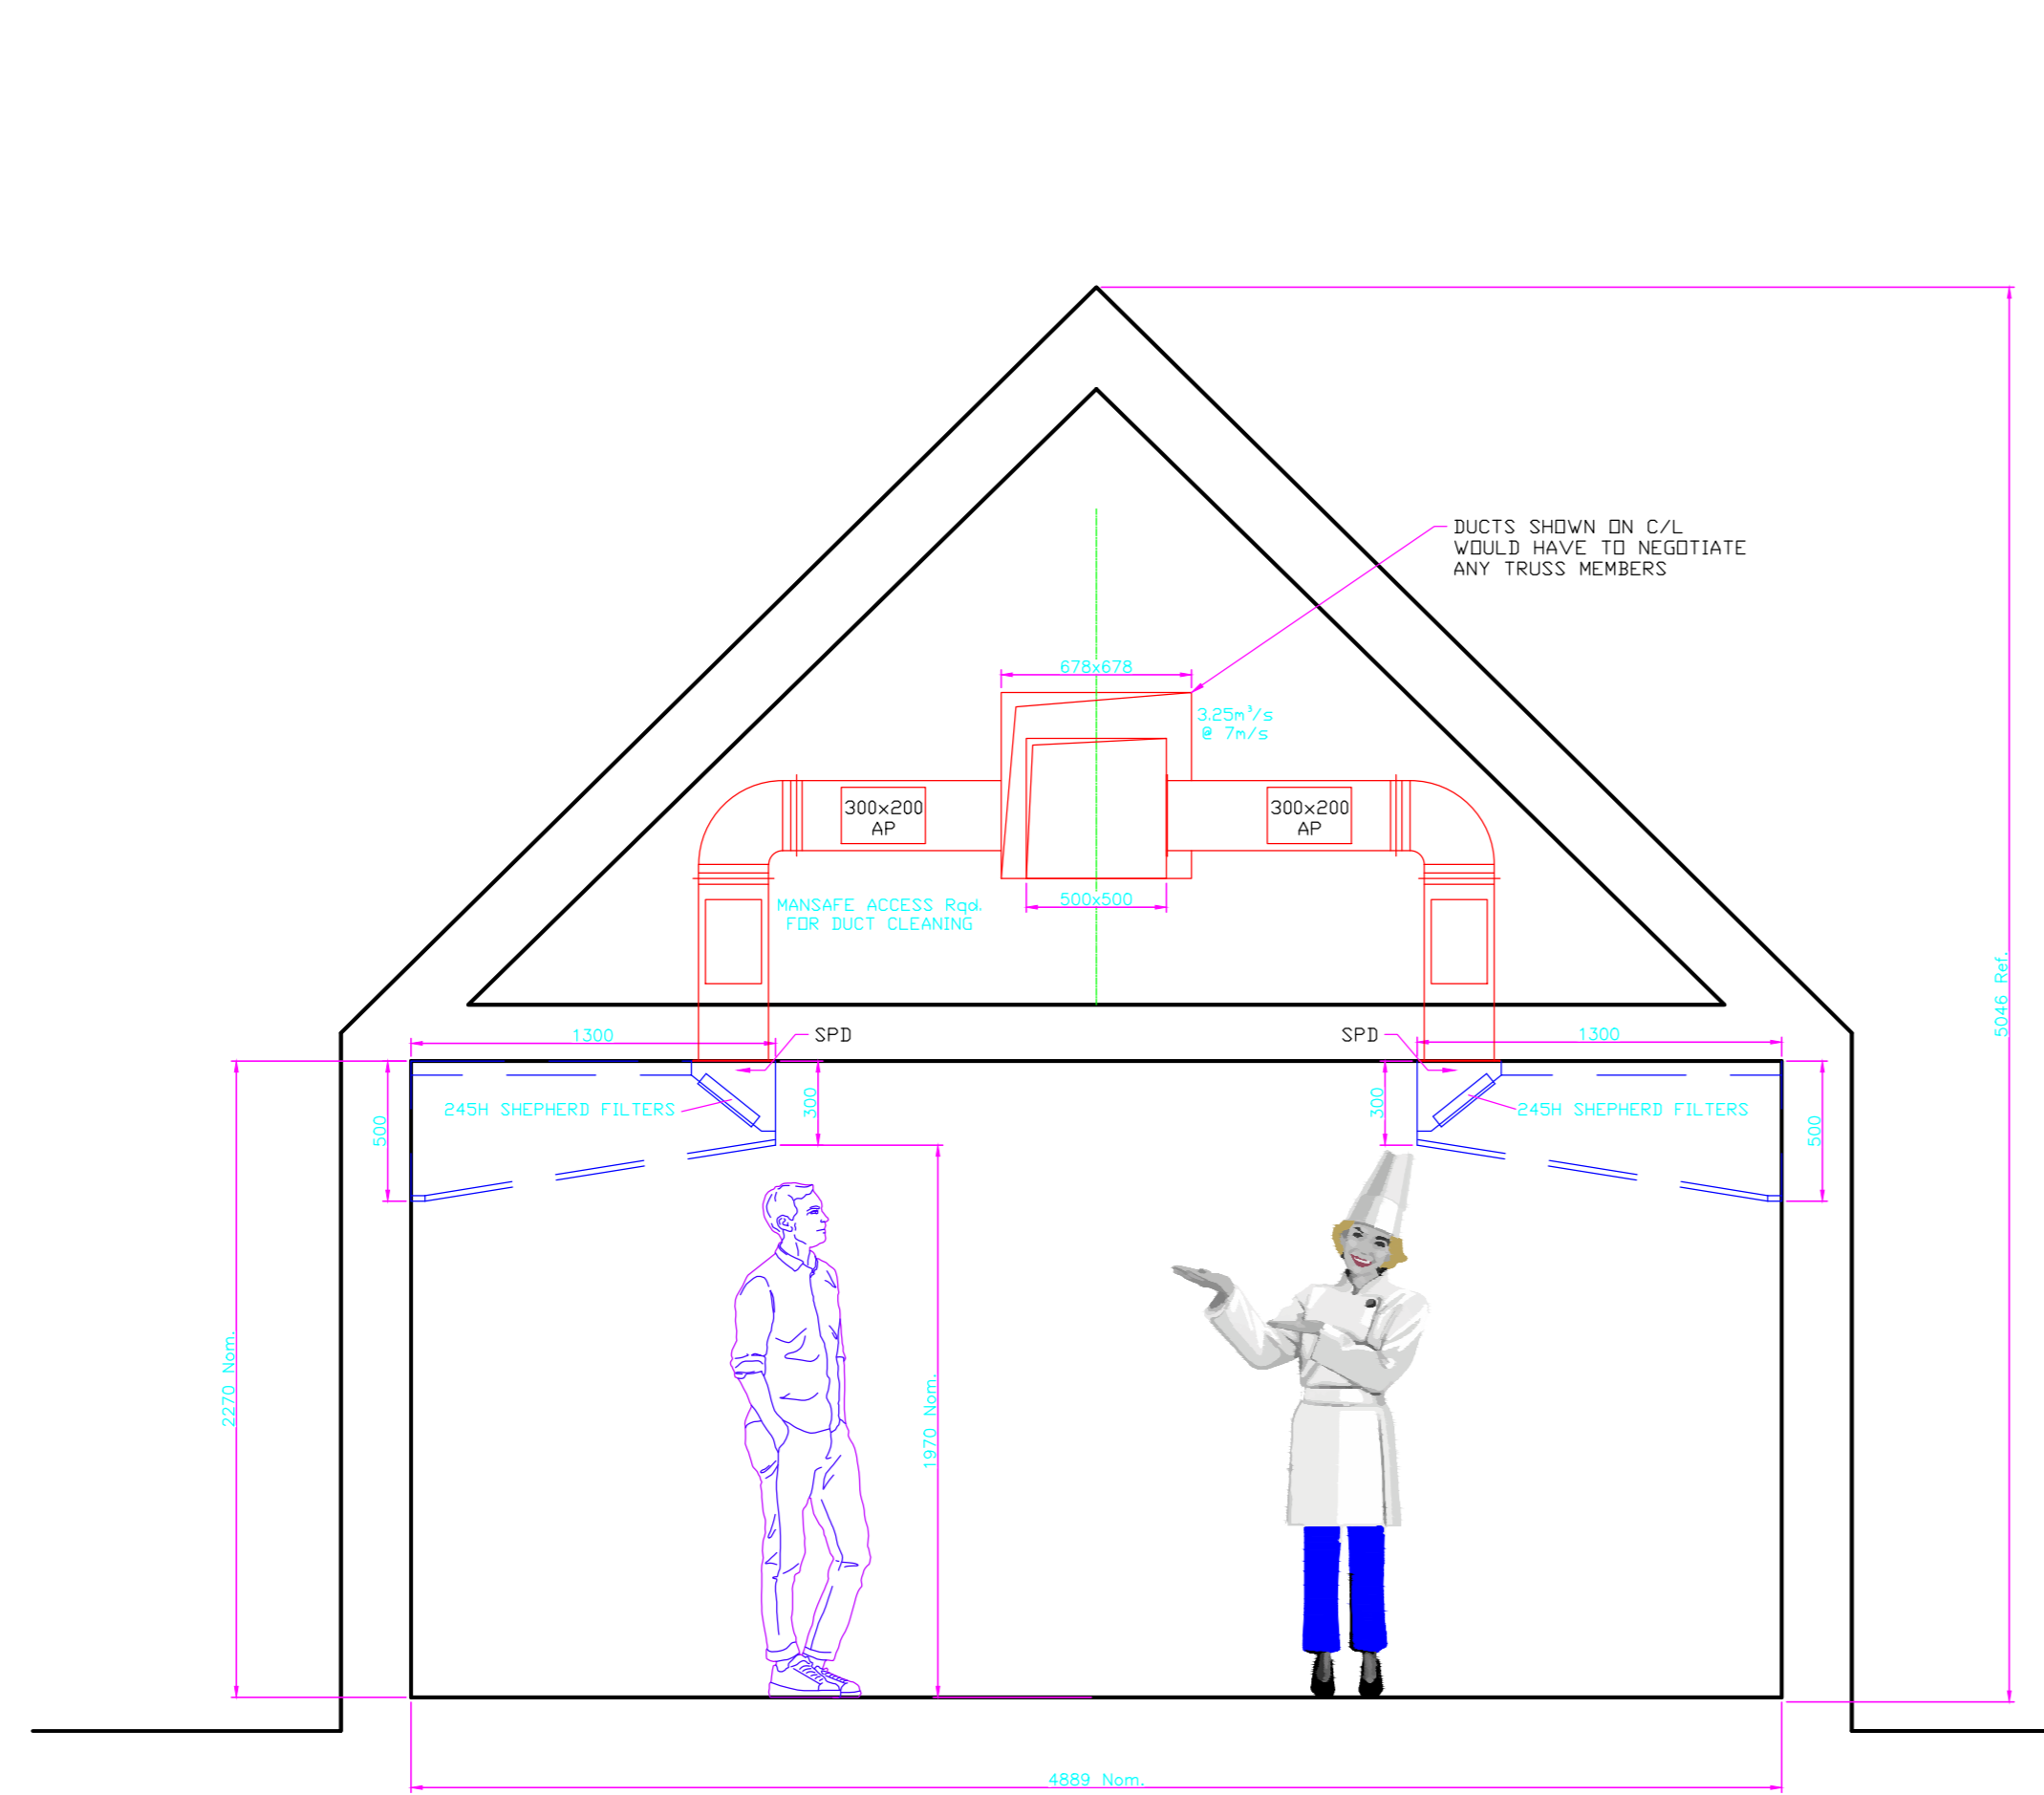 5046 Ref.
DUCTS SHOWN ON C/L
WOULD HAVE TO NEGOTIATE
ANY TRUSS MEMBERS
678x678
3.25m³/s
@ 7m/s
300x200
AP
300x200
AP
500x500
MANSAFE ACCESS Rqd.
FOR DUCT CLEANING
1300
SPD
SPD
1300
245H SHEPHERD FILTERS
300
300
245H SHEPHERD FILTERS
500
500
2270 Nom.
1970 Nom.
4889 Nom.